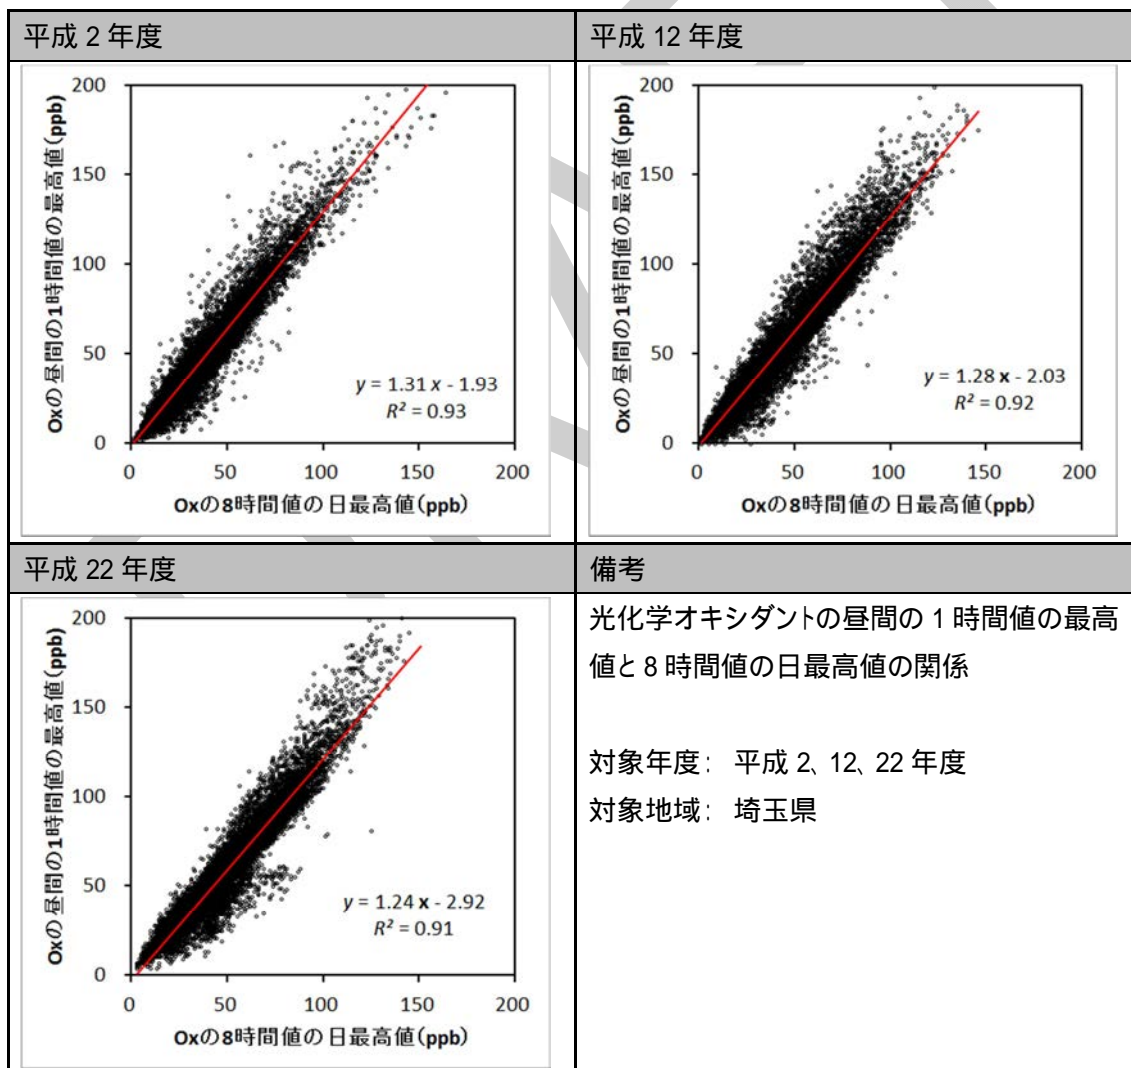 平成 2 年度
平成 12 年度
Oxの昼間の1時間値の最高値(ppb)
200
150
100
50
0
y = 1.31 x - 1.93
R² = 0.93
0 50 100 150 200
Oxの8時間値の日最高値(ppb)
Oxの昼間の1時間値の最高値(ppb)
200
150
100
50
0
y = 1.28 x - 2.03
R² = 0.92
0 50 100 150 200
Oxの8時間値の日最高値(ppb)
平成 22 年度
備考
Oxの昼間の1時間値の最高値(ppb)
200
150
100
50
0
y = 1.24 x - 2.92
R² = 0.91
0 50 100 150 200
Oxの8時間値の日最高値(ppb)
光化学オキシダントの昼間の 1 時間値の最高
値と 8 時間値の日最高値の関係
対象年度： 平成 2、12、22 年度
対象地域： 埼玉県